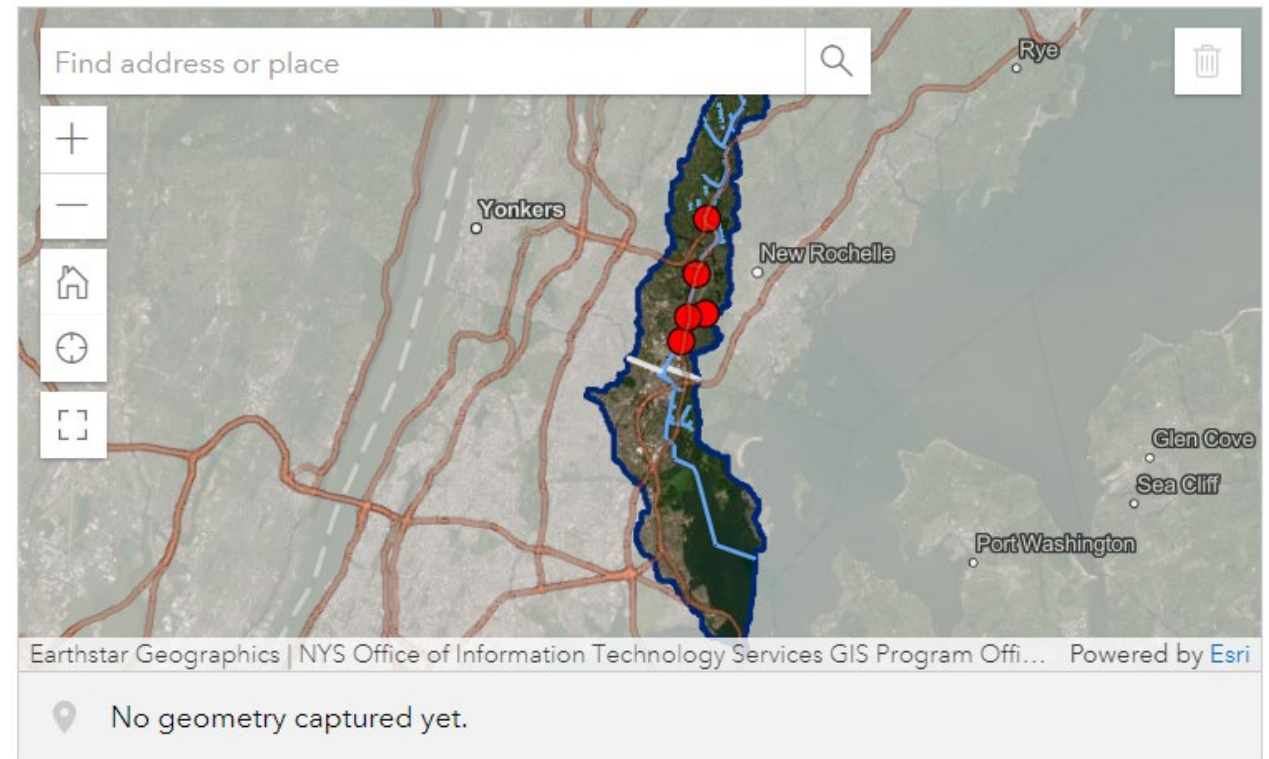 Find address or place
Rye
Yonkers
New Rochelle
Glen Cove
Sea Cliff
Port Washington
Earthstar Geographics | NYS Office of Information Technology Services GIS Program Offi... Powered by Esri
No geometry captured yet.